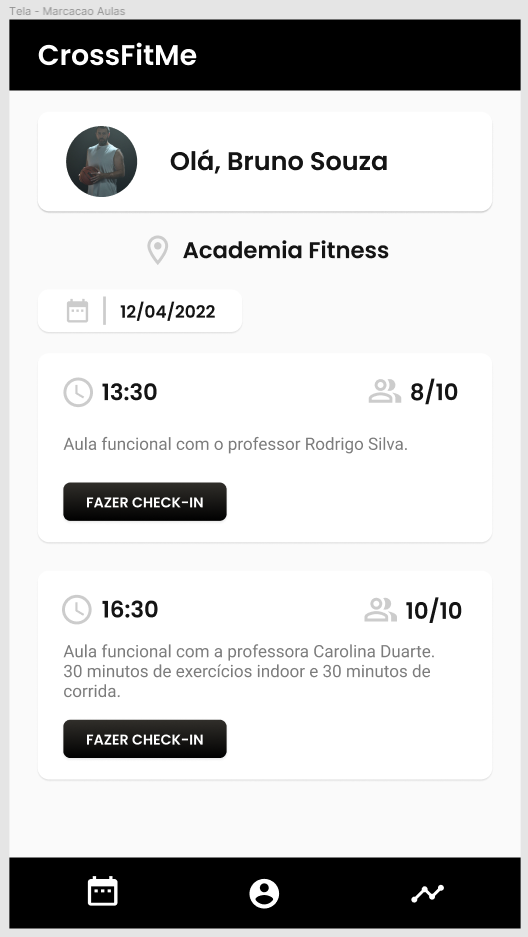 Tela - Marcacao Aulas
CrossFitMe
Olá, Bruno Souza
Academia Fitness
12/04/2022
13:30
8/10
Aula funcional com o professor Rodrigo Silva.
FAZER CHECK-IN
16:30
10/10
Aula funcional com a professora Carolina Duarte.
30 minutos de exercícios indoor e 30 minutos de
corrida.
FAZER CHECK-IN